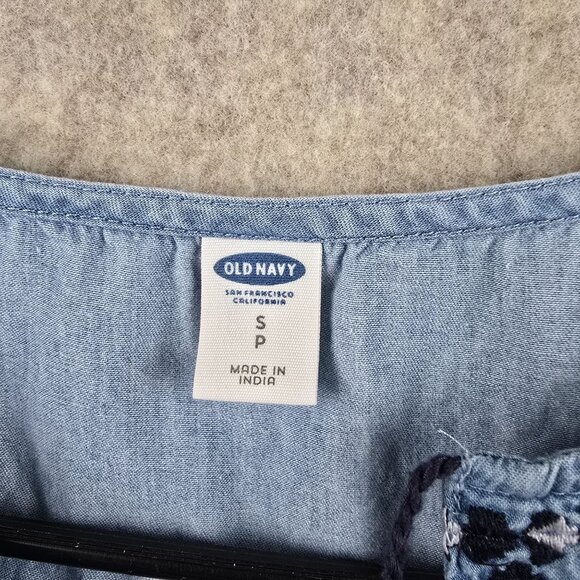 OLD NAVY
SAN FRANCISCO
CALIFORNIA
S
P
MADE IN
INDIA